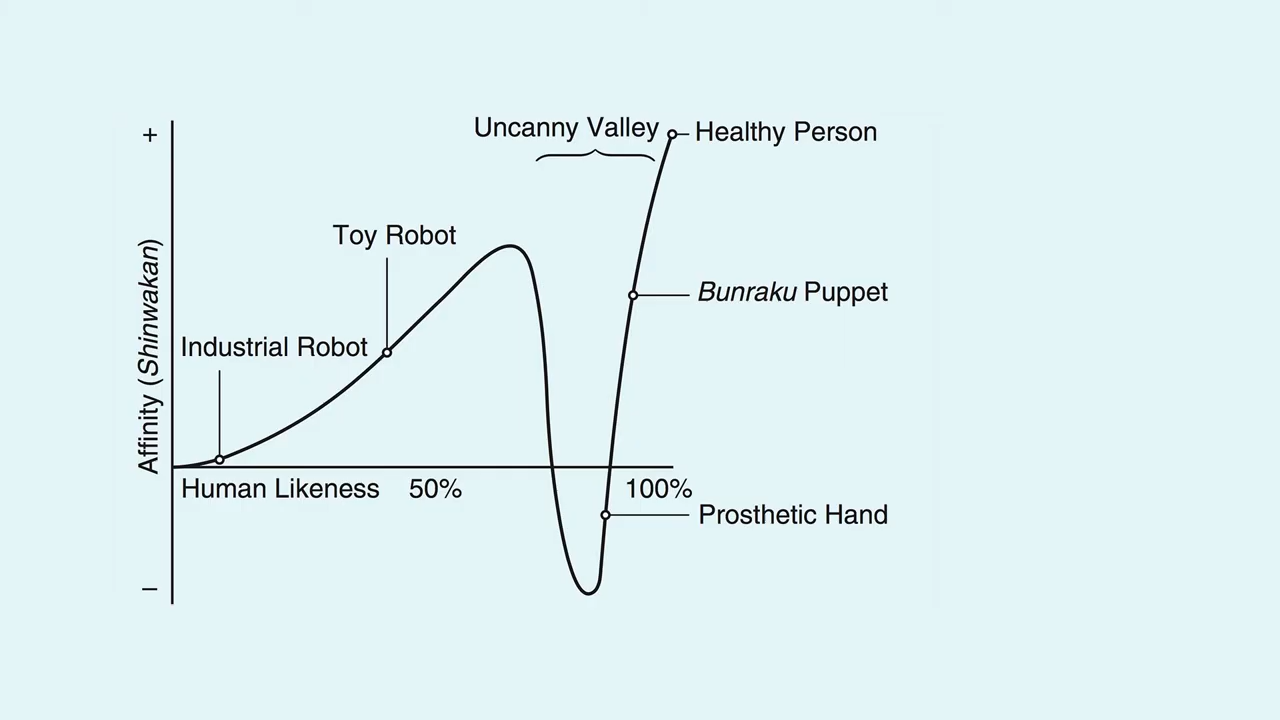 +
Uncanny Valley
Healthy Person
Toy Robot
Bunraku Puppet
Industrial Robot
Affinity (Shinwakan)
Human Likeness 50% 100%
Prosthetic Hand
–